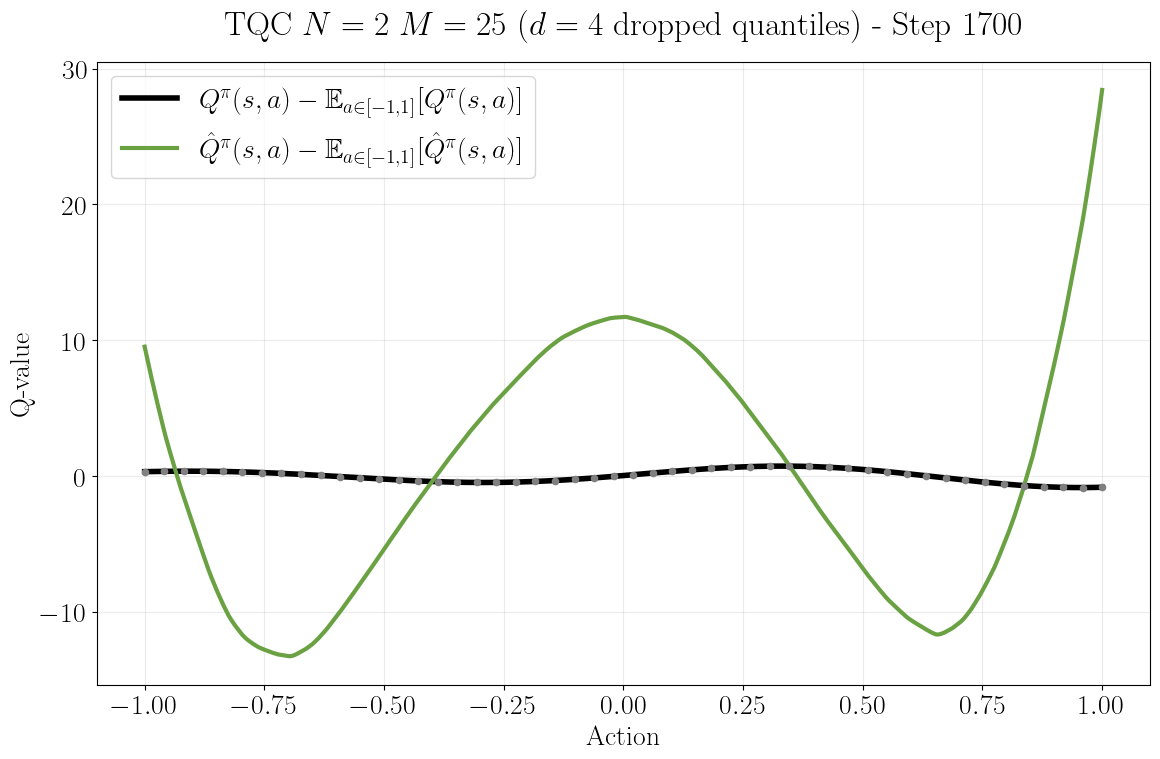 TQC N = 2 M = 25 (d = 4 dropped quantiles) - Step 1700
Q^π(s, a) − 𝔼_{a∈[−1,1]}[Q^π(s, a)]
Q̂^π(s, a) − 𝔼_{a∈[−1,1]}[Q̂^π(s, a)]
30
20
10
0
−10
Q-value
−1.00 −0.75 −0.50 −0.25 0.00 0.25 0.50 0.75 1.00
Action